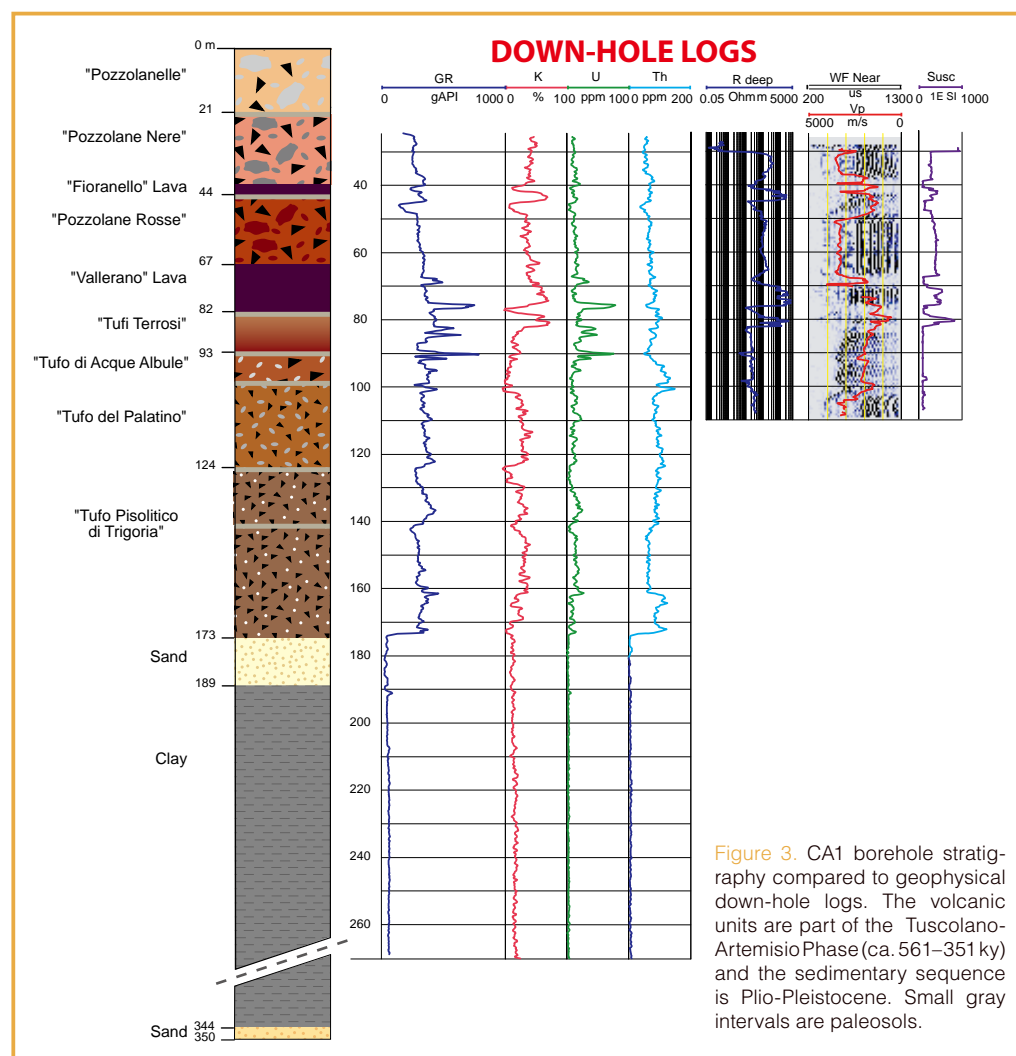 DOWN-HOLE LOGS
0 m
"Pozzolanelle"
21
"Pozzolane Nere"
"Fioranello" Lava
44
"Pozzolane Rosse"
67
"Vallerano" Lava
82
"Tufi Terrosi"
93
"Tufo di Acque Albule"
"Tufo del Palatino"
124
"Tufo Pisolitico
di Trigoria"
173
Sand
189
Clay
344
Sand
350
GR
0 gAPI 1000
K
0 % 100
U
0 ppm 100
Th
0 ppm 200
R deep
0.05 Ohmm 5000
WF Near
200 us 1300
Vp
5000 m/s 0
Susc
0 1E SI 1000
40
60
80
100
120
140
160
180
200
220
240
260
Figure 3. CA1 borehole stratig-
raphy compared to geophysical
down-hole logs. The volcanic
units are part of the Tuscolano-
Artemisio Phase (ca. 561–351 ky)
and the sedimentary sequence
is Plio-Pleistocene. Small gray
intervals are paleosols.